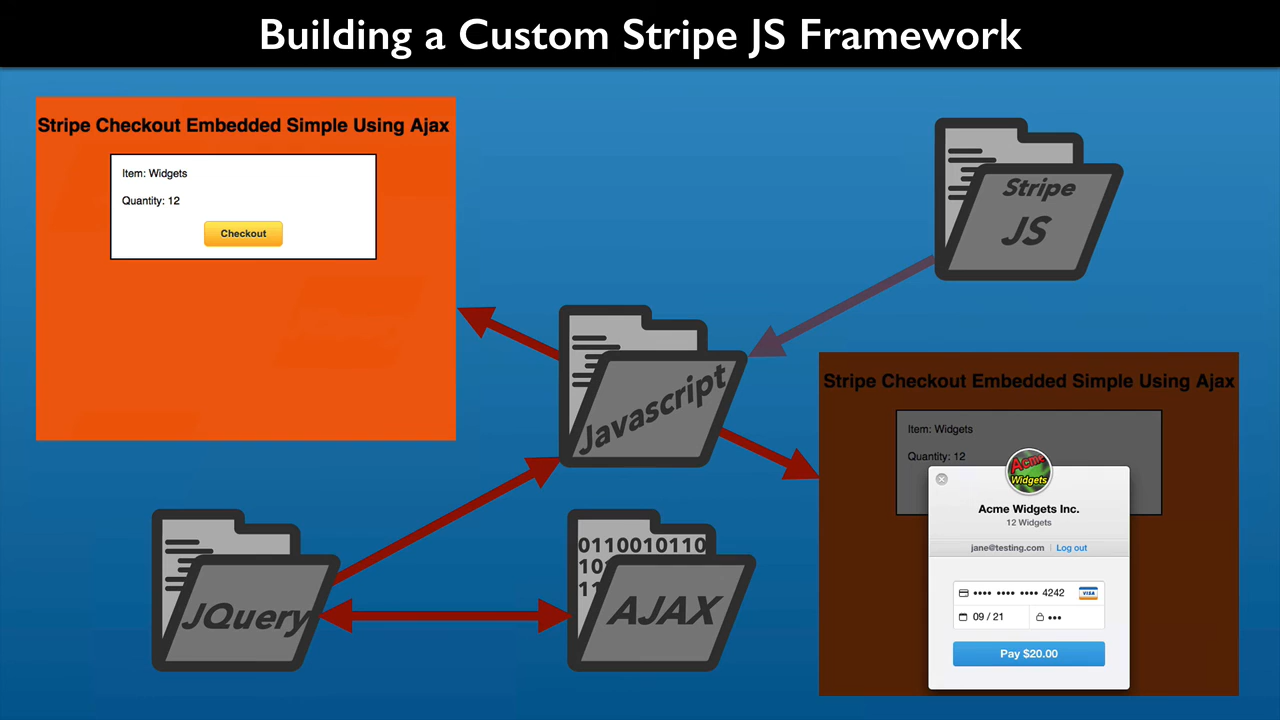 Building a Custom Stripe JS Framework
Stripe Checkout Embedded Simple Using Ajax
Item: Widgets
Quantity: 12
Checkout
Stripe
JS
Javascript
JQuery
0110010110
10
1
AJAX
Stripe Checkout Embedded Simple Using Ajax
Item: Widgets
Quantity: 12
Acme
Widgets
Acme Widgets Inc.
12 Widgets
jane@testing.com | Log out
•••• •••• •••• 4242 VISA
09 / 21 •••
Pay $20.00